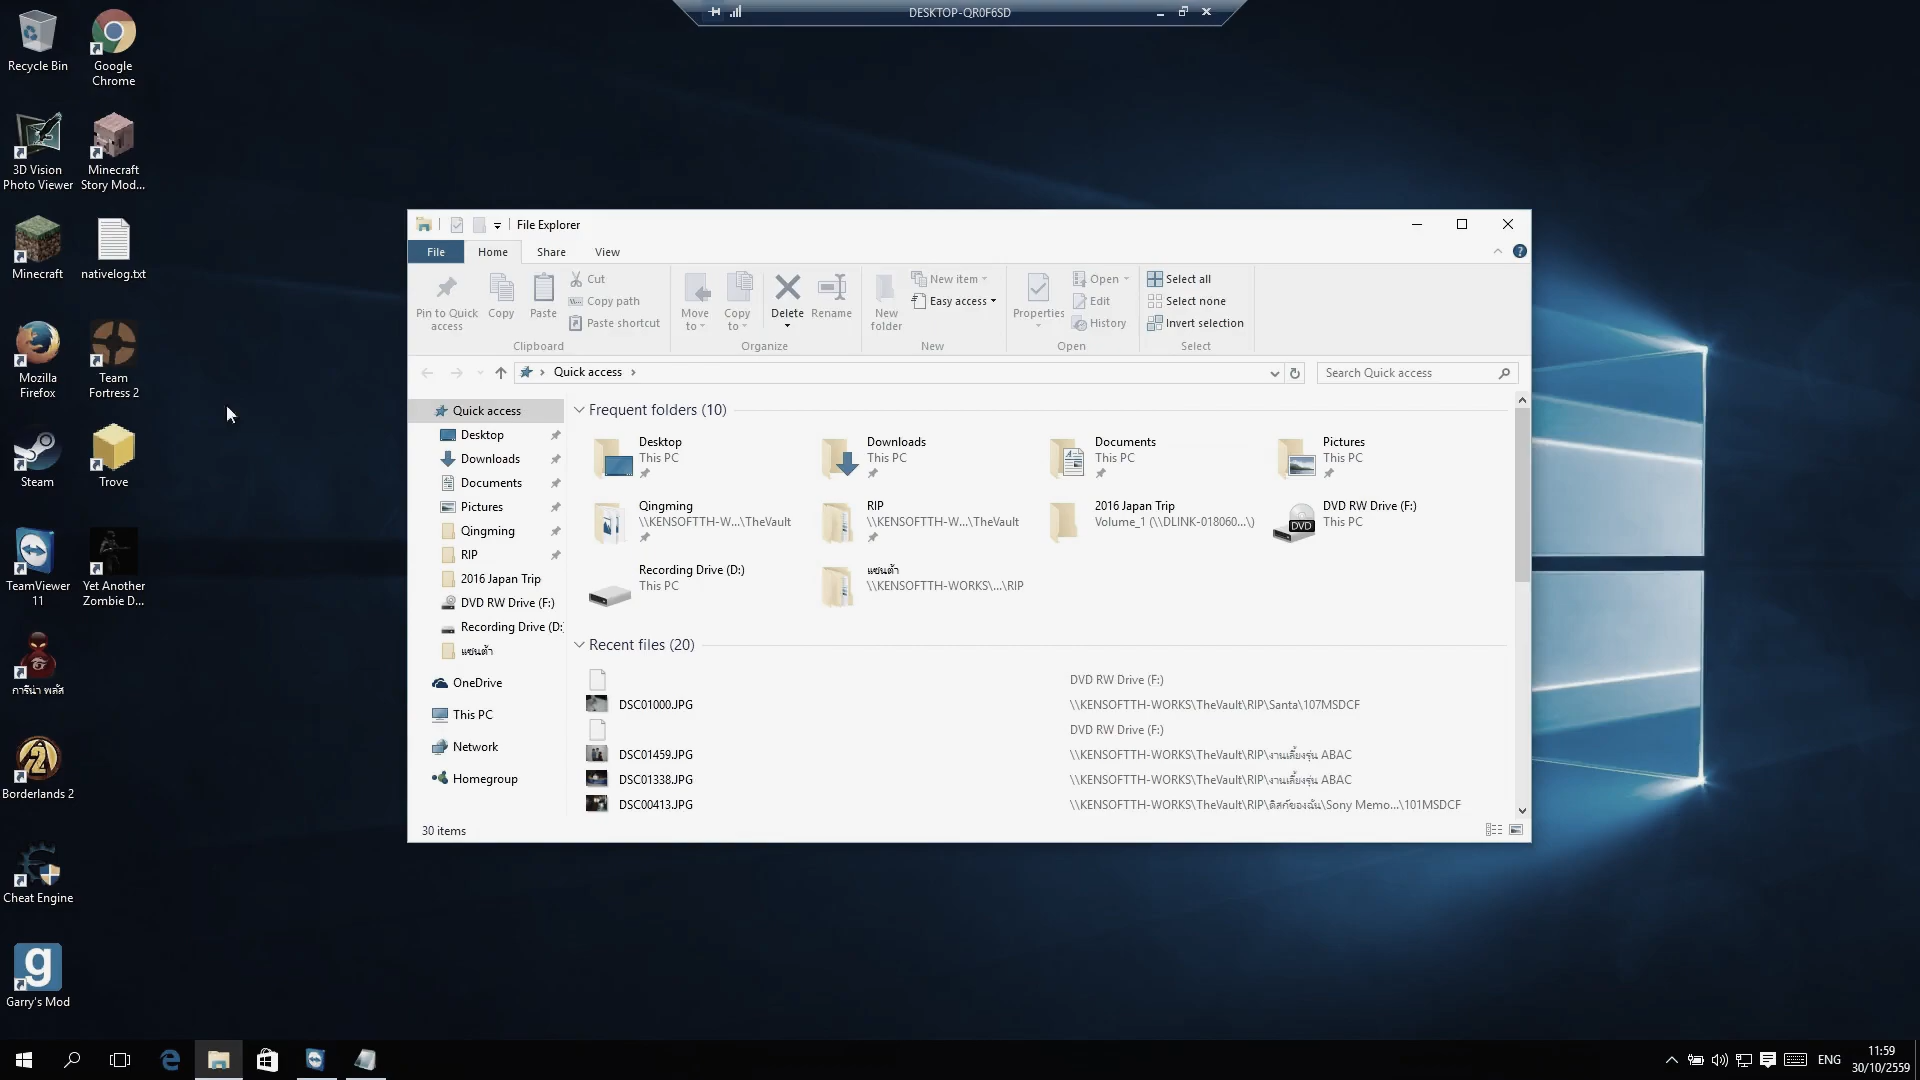 DESKTOP-QR0F6SD
Recycle Bin
Google
Chrome
3D Vision
Photo Viewer
Minecraft
Story Mod...
Minecraft
nativelog.txt
Mozilla
Firefox
Team
Fortress 2
Steam
Trove
TeamViewer
11
Yet Another
Zombie D...
การีน่า พลัส
Borderlands 2
Cheat Engine
Garry's Mod
File Explorer
File
Home
Share
View
Pin to Quick
access
Copy
Paste
Cut
Copy path
Paste shortcut
Clipboard
Move
to
Copy
to
Delete
Rename
Organize
New
folder
New item
Easy access
New
Properties
Open
Edit
History
Open
Select all
Select none
Invert selection
Select
Quick access
Search Quick access
Quick access
Desktop
Downloads
Documents
Pictures
Qingming
RIP
2016 Japan Trip
DVD RW Drive (F:)
Recording Drive (D:)
แซนต้า
OneDrive
This PC
Network
Homegroup
Frequent folders (10)
Desktop
This PC
Downloads
This PC
Documents
This PC
Pictures
This PC
Qingming
\\KENSOFTTH-W...\TheVault
RIP
\\KENSOFTTH-W...\TheVault
2016 Japan Trip
Volume_1 (\\DLINK-018060...\)
DVD RW Drive (F:)
This PC
DVD
Recording Drive (D:)
This PC
แซนต้า
\\KENSOFTTH-WORKS\...\RIP
Recent files (20)
DVD RW Drive (F:)
DSC01000.JPG \\KENSOFTTH-WORKS\TheVault\RIP\Santa\107MSDCF
DVD RW Drive (F:)
DSC01459.JPG \\KENSOFTTH-WORKS\TheVault\RIP\งานเลี้ยงรุ่น ABAC
DSC01338.JPG \\KENSOFTTH-WORKS\TheVault\RIP\งานเลี้ยงรุ่น ABAC
DSC00413.JPG \\KENSOFTTH-WORKS\TheVault\RIP\ดิสก์ของฉัน\Sony Memo...\101MSDCF
30 items
ENG
11:59
30/10/2559